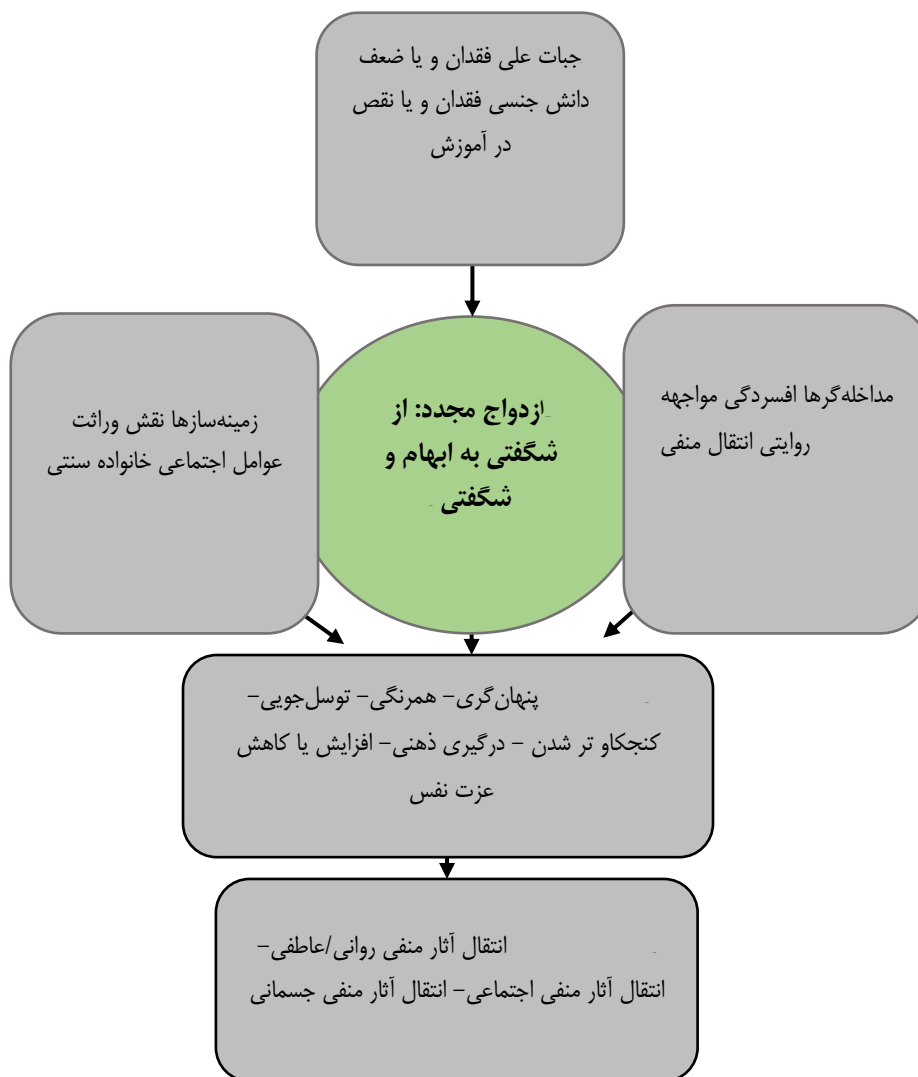 جبات علی فقدان و یا ضعف
دانش جنسی فقدان و یا نقص
در آموزش
مداخله‌گرها افسردگی مواجهه
روایتی انتقال منفی
ازدواج مجدد: از
شگفتی به ابهام و
شگفتی
زمینه‌سازها نقش وراثت
عوامل اجتماعی خانواده سنتی
پنهان‌گری– همرنگی– توسل‌جویی–
کنجکاو تر شدن – درگیری ذهنی– افزایش یا کاهش
عزت نفس
انتقال آثار منفی روانی/عاطفی–
انتقال آثار منفی اجتماعی– انتقال آثار منفی جسمانی